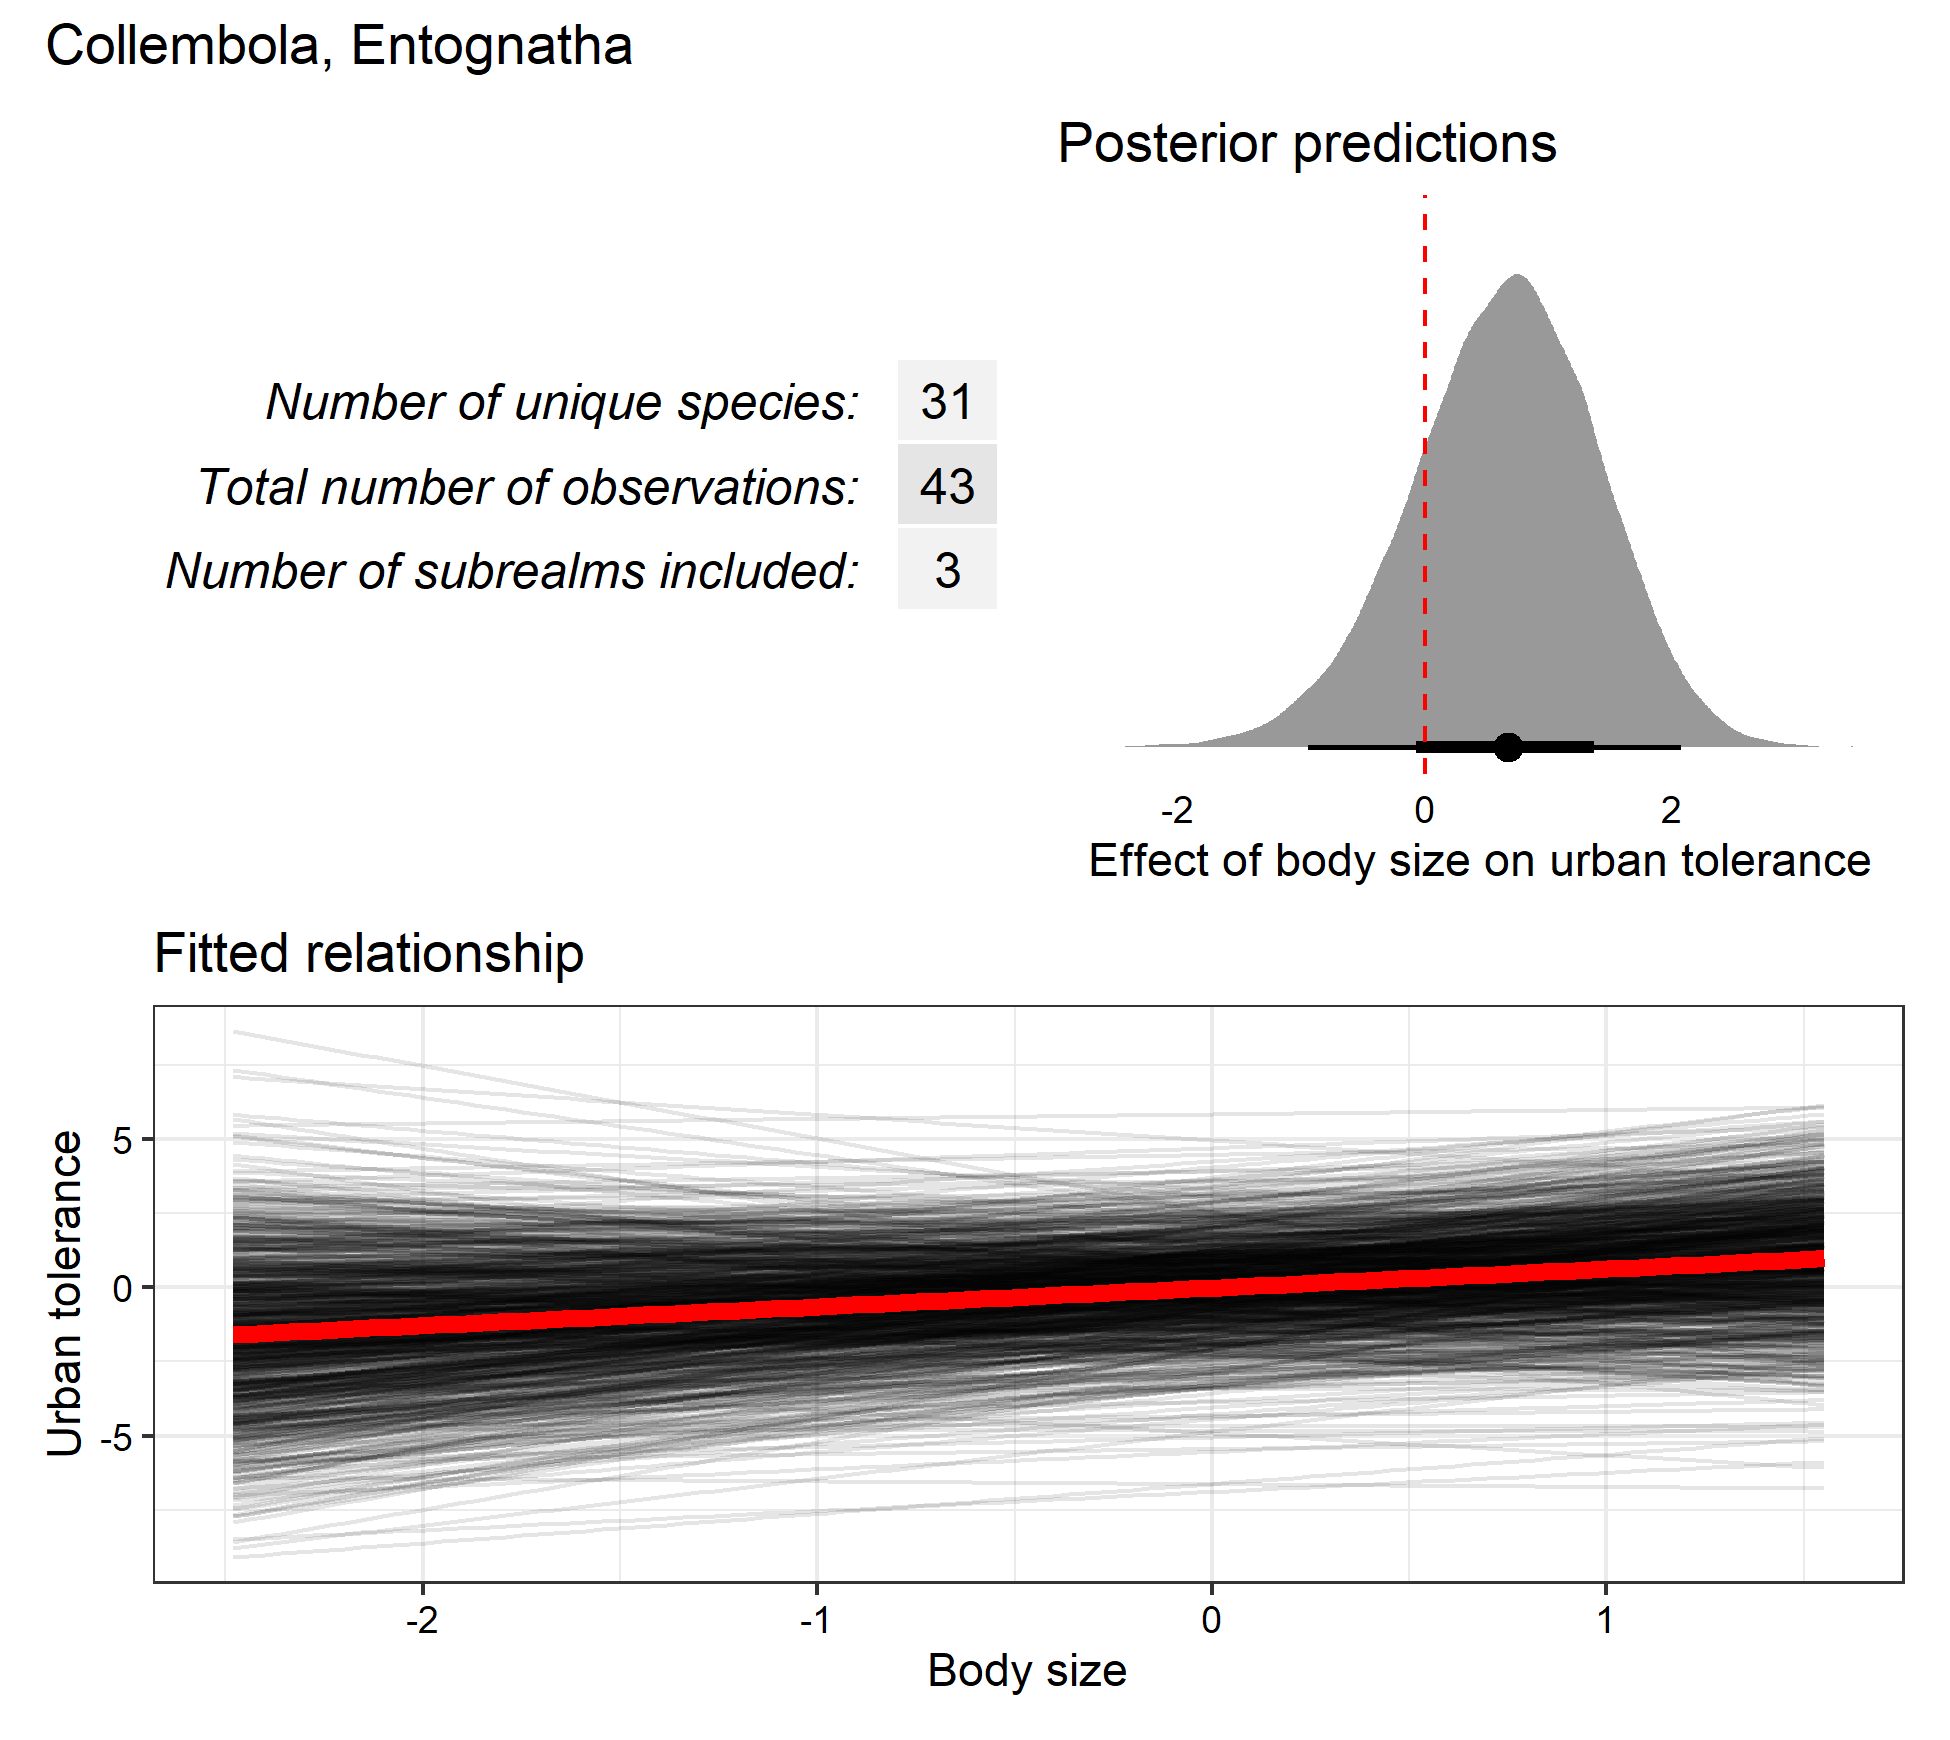 Collembola, Entognatha
Posterior predictions
Number of unique species: 31
Total number of observations: 43
Number of subrealms included: 3
-2 0 2
Effect of body size on urban tolerance
Fitted relationship
Urban tolerance
5
0
-5
-2 -1 0 1
Body size